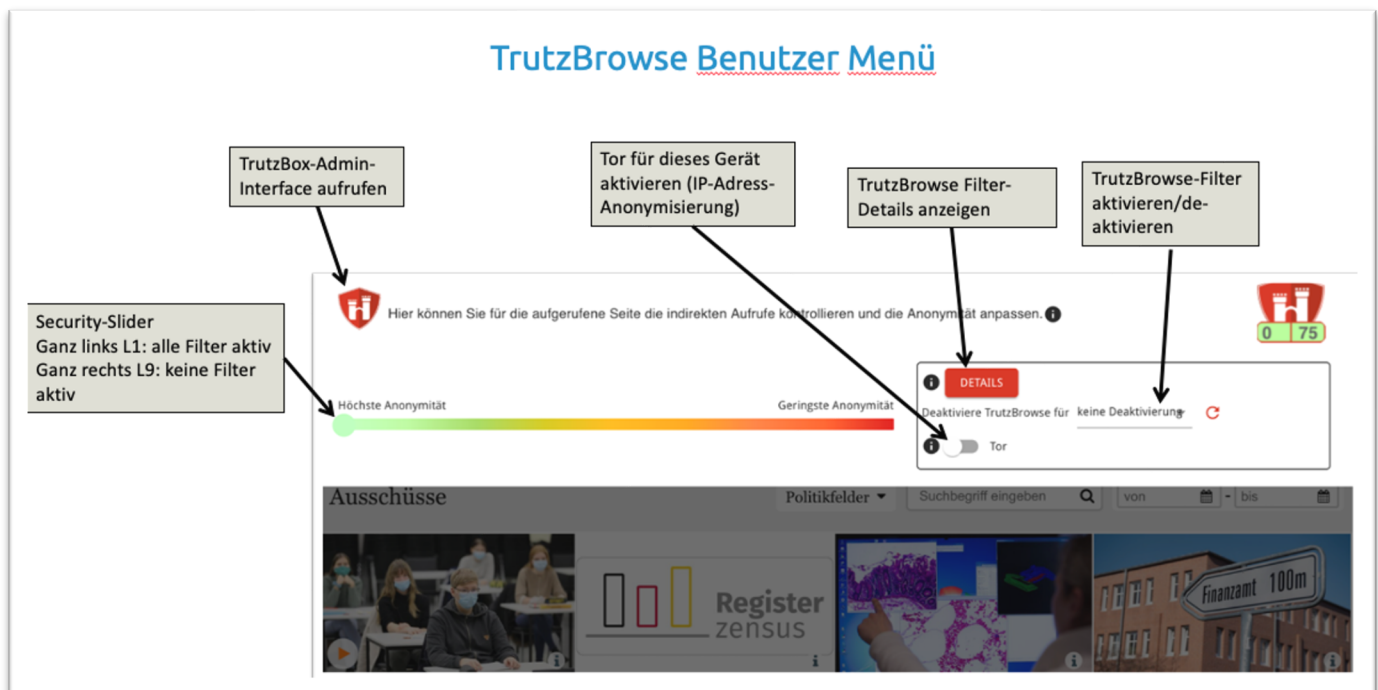 TrutzBrowse Benutzer Menü
TrutzBox-Admin-
Interface aufrufen
Tor für dieses Gerät
aktivieren (IP-Adress-
Anonymisierung)
TrutzBrowse Filter-
Details anzeigen
TrutzBrowse-Filter
aktivieren/de-
aktivieren
Security-Slider
Ganz links L1: alle Filter aktiv
Ganz rechts L9: keine Filter
aktiv
Hier können Sie für die aufgerufene Seite die indirekten Aufrufe kontrollieren und die Anonymität anpassen.
0 75
Höchste Anonymität
Geringste Anonymität
DETAILS
Deaktiviere TrutzBrowse für keine Deaktivierung
Tor
Ausschüsse
Politikfelder
Suchbegriff eingeben
von - bis
Register
zensus
Finanzamt 100m